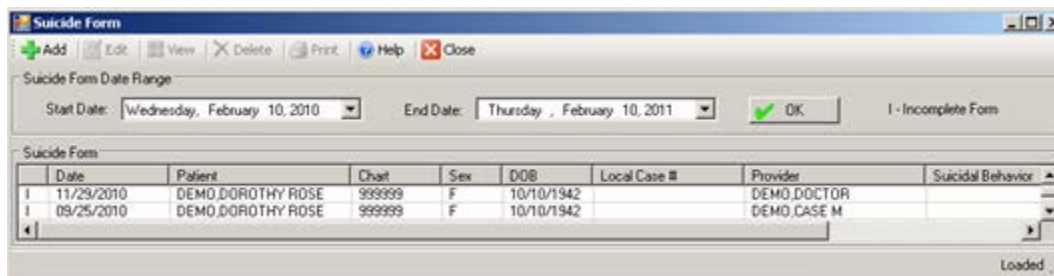 Suicide Form
Add Edit View Delete Print Help Close
Suicide Form Date Range
Start Date: Wednesday, February 10, 2010 End Date: Thursday , February 10, 2011 OK I - Incomplete Form
Suicide Form
Date Patient Chart Sex DOB Local Case # Provider Suicidal Behavior
I 11/29/2010 DEMO,DOROTHY ROSE 999999 F 10/10/1942 DEMO,DOCTOR
I 09/25/2010 DEMO,DOROTHY ROSE 999999 F 10/10/1942 DEMO,CASE M
Loaded